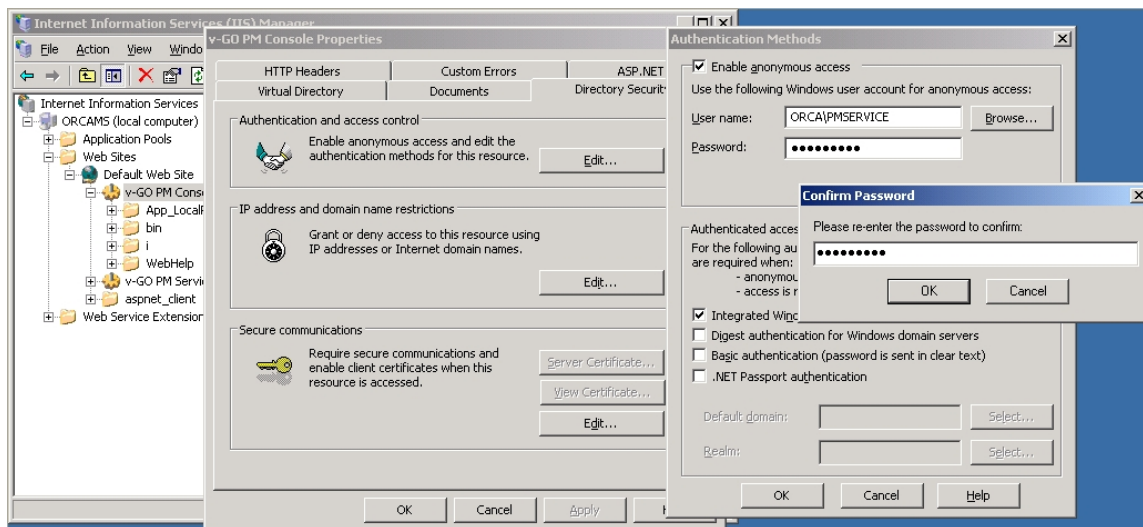 Internet Information Services (IIS) Manager
File Action View Windo
Internet Information Services
ORCAMS (local computer)
Application Pools
Web Sites
Default Web Site
v-GO PM Conso
App_LocalR
bin
i
WebHelp
v-GO PM Servi
aspnet_client
Web Service Extension
v-GO PM Console Properties
HTTP Headers Custom Errors ASP.NET
Virtual Directory Documents Directory Securit
Authentication and access control
Enable anonymous access and edit the
authentication methods for this resource.
Edit...
IP address and domain name restrictions
Grant or deny access to this resource using
IP addresses or Internet domain names.
Edit...
Secure communications
Require secure communications and
enable client certificates when this
resource is accessed.
Server Certificate...
View Certificate...
Edit...
OK Cancel Apply H
Authentication Methods
Enable anonymous access
Use the following Windows user account for anonymous access:
User name: ORCA\PMSERVICE Browse...
Password: •••••••••
Authenticated acces
For the following au
are required when:
- anonymou
- access is r
Integrated Winc
Digest authentication for Windows domain servers
Basic authentication (password is sent in clear text)
.NET Passport authentication
Default domain: Select...
Realm: Select...
OK Cancel Help
Confirm Password
Please re-enter the password to confirm:
•••••••••
OK Cancel